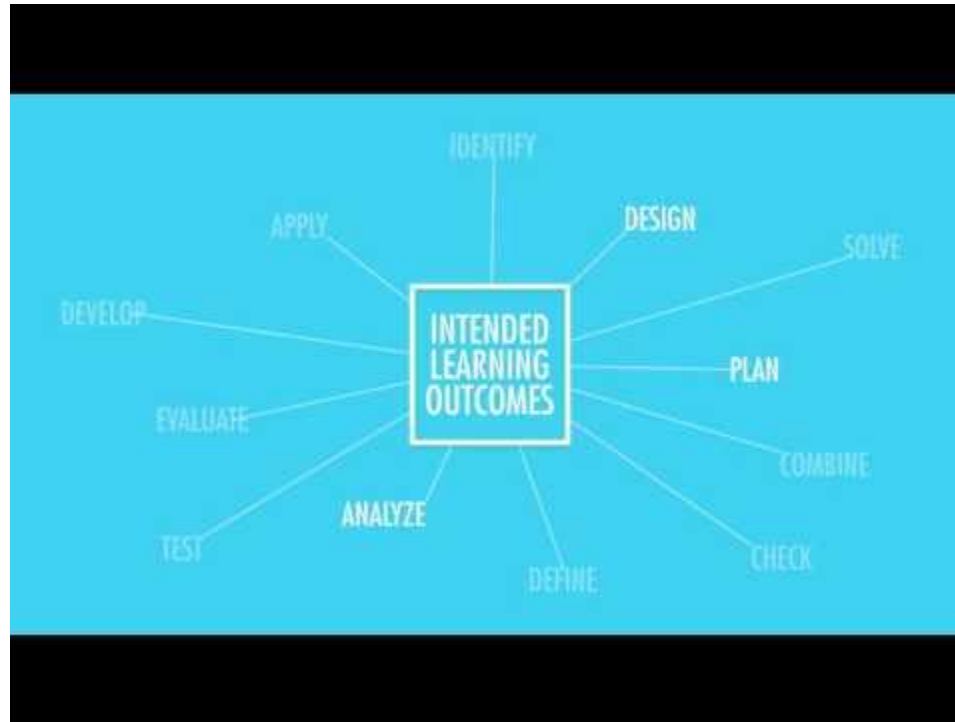 IDENTIFY
DESIGN
APPLY
SOLVE
DEVELOP
INTENDED
LEARNING
OUTCOMES
PLAN
EVALUATE
COMBINE
ANALYZE
TEST
CHECK
DEFINE